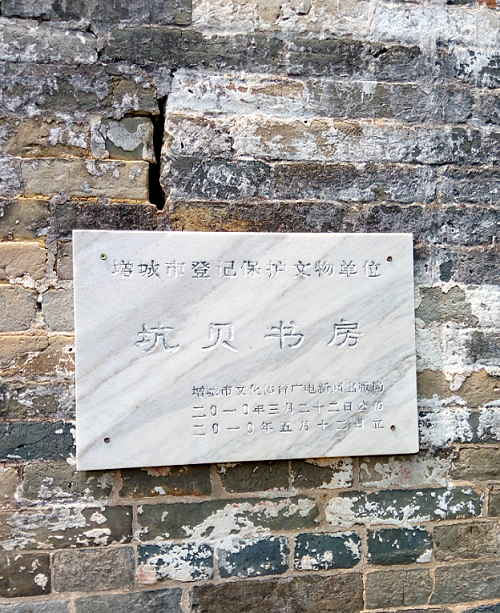 增城市登记保护文物单位
坑贝书房
增城市文化体育广电新闻出版局
二〇一〇年三月二十二日公布
二〇一〇年五月十二日立